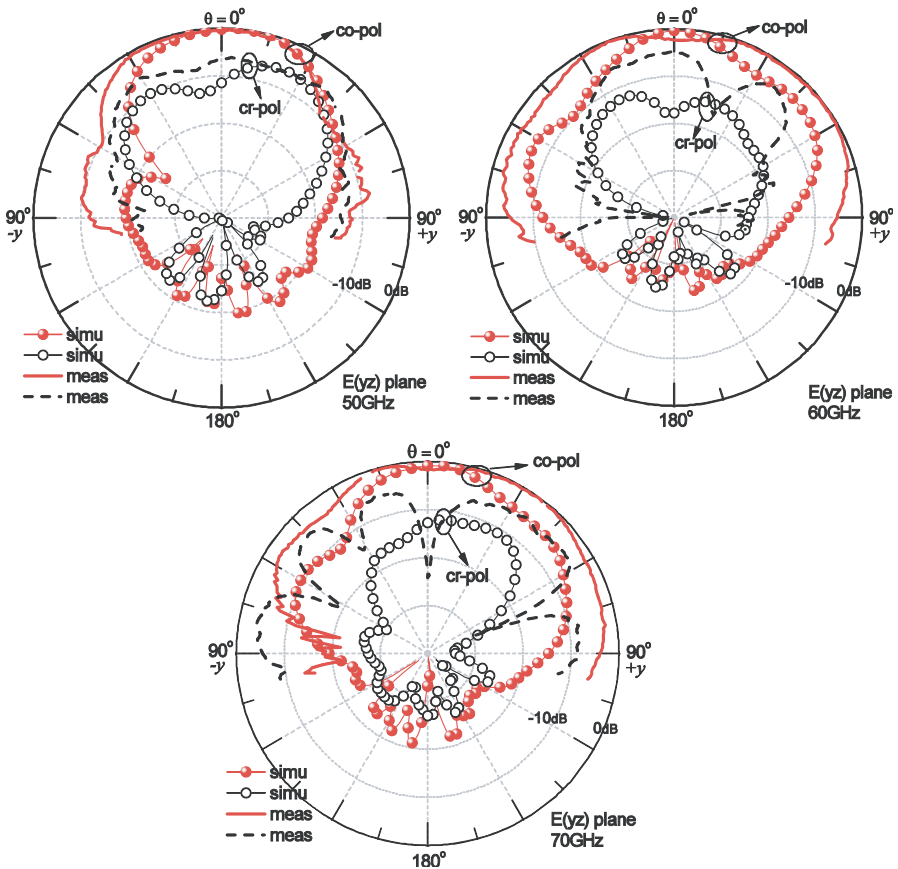 θ = 0°
co-pol
cr-pol
90°
-y
90°
+y
-10dB
0dB
simu
simu
meas
meas
E(yz) plane
50GHz
180°
θ = 0°
co-pol
cr-pol
90°
-y
90°
+y
-10dB
0dB
simu
simu
meas
meas
E(yz) plane
60GHz
180°
θ = 0°
co-pol
cr-pol
90°
-y
90°
+y
-10dB
0dB
simu
simu
meas
meas
E(yz) plane
70GHz
180°